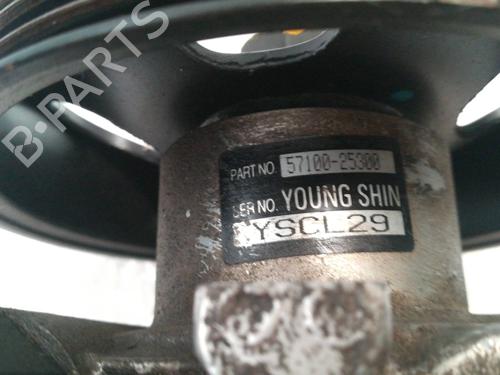 B-PARTS
PART NO. 57100-25300
SER NO. YOUNG SHIN
YSCL29